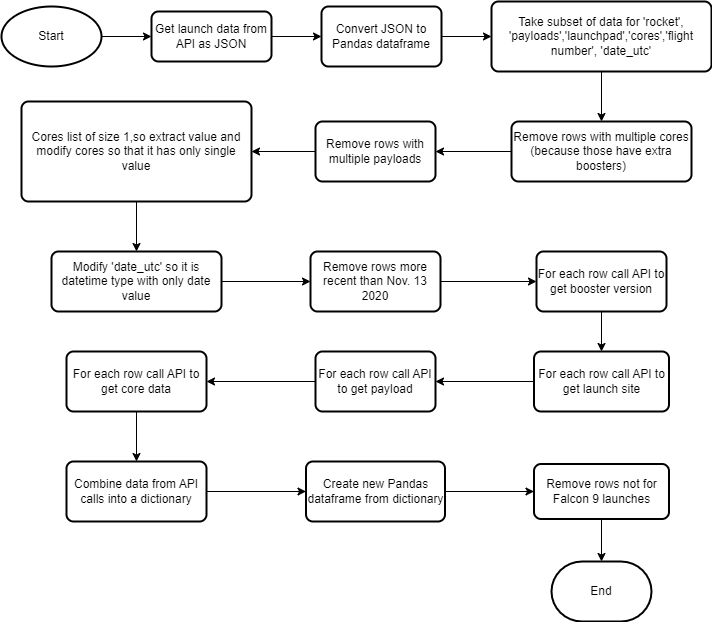 Start
Get launch data from
API as JSON
Convert JSON to
Pandas dataframe
Take subset of data for 'rocket',
'payloads','launchpad','cores','flight
number', 'date_utc'
Remove rows with multiple cores
(because those have extra
boosters)
Remove rows with
multiple payloads
Cores list of size 1,so extract value and
modify cores so that it has only single
value
Modify 'date_utc' so it is
datetime type with only date
value
Remove rows more
recent than Nov. 13
2020
For each row call API to
get booster version
For each row call API to
get launch site
For each row call API
to get payload
For each row call API to
get core data
Combine data from API
calls into a dictionary
Create new Pandas
dataframe from dictionary
Remove rows not for
Falcon 9 launches
End